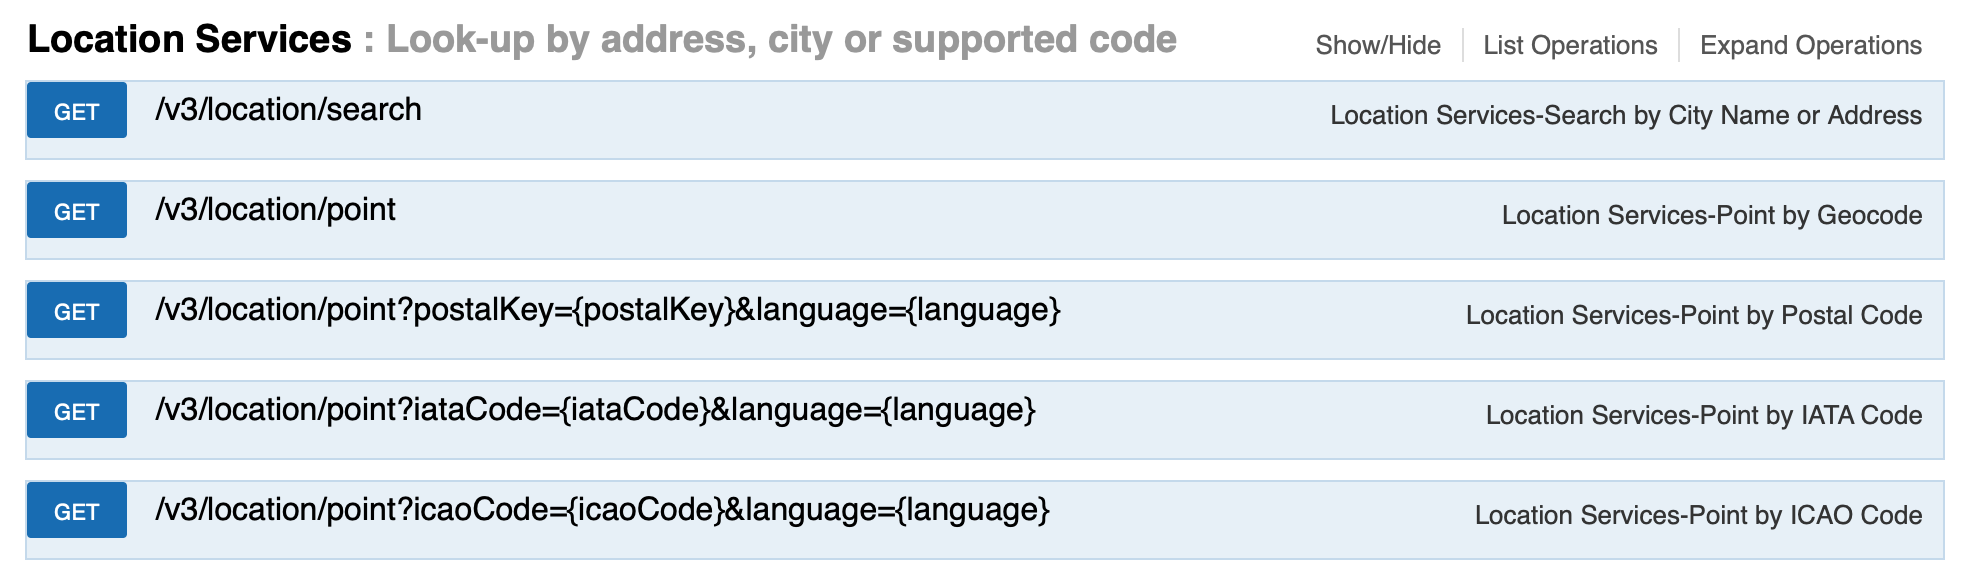 Location Services : Look-up by address, city or supported code Show/Hide List Operations Expand Operations
GET /v3/location/search Location Services-Search by City Name or Address
GET /v3/location/point Location Services-Point by Geocode
GET /v3/location/point?postalKey={postalKey}&language={language} Location Services-Point by Postal Code
GET /v3/location/point?iataCode={iataCode}&language={language} Location Services-Point by IATA Code
GET /v3/location/point?icaoCode={icaoCode}&language={language} Location Services-Point by ICAO Code